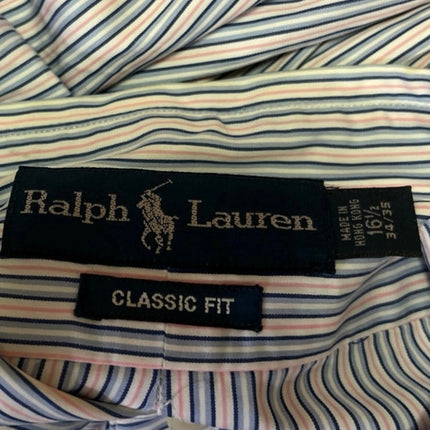 Ralph Lauren
MADE IN
HONG KONG
16½
34/35
CLASSIC FIT